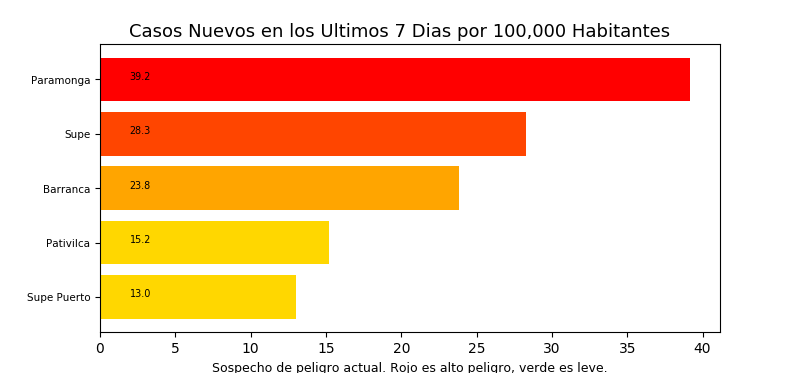 Casos Nuevos en los Ultimos 7 Dias por 100,000 Habitantes
Paramonga 39.2
Supe 28.3
Barranca 23.8
Pativilca 15.2
Supe Puerto 13.0
0 5 10 15 20 25 30 35 40
Sospecho de peligro actual. Rojo es alto peligro, verde es leve.